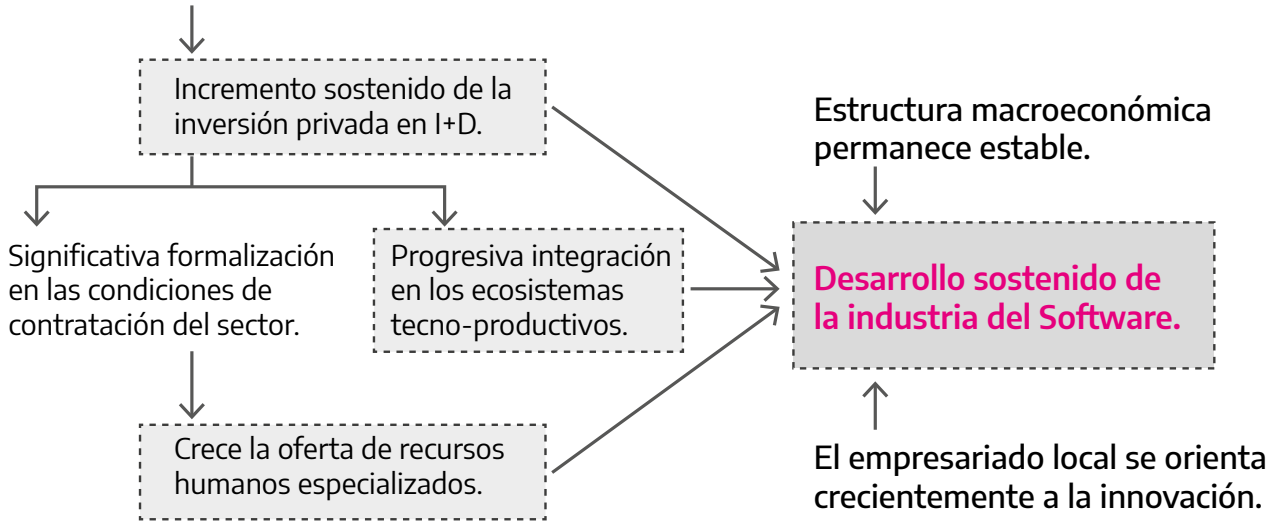 Incremento sostenido de la
inversión privada en I+D.
Estructura macroeconómica
permanece estable.
Significativa formalización
en las condiciones de
contratación del sector.
Progresiva integración
en los ecosistemas
tecno-productivos.
Desarrollo sostenido de
la industria del Software.
Crece la oferta de recursos
humanos especializados.
El empresariado local se orienta
crecientemente a la innovación.